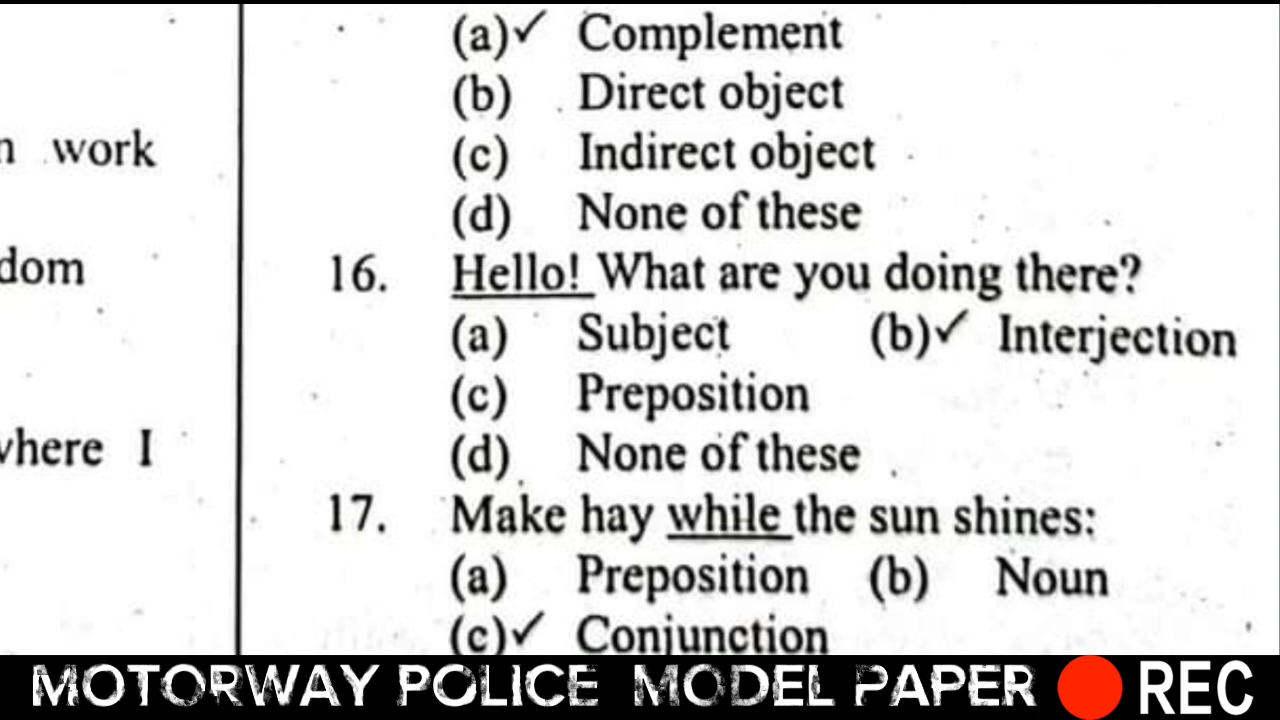 n work
dom
where I
(a)✓ Complement
(b) Direct object
(c) Indirect object
(d) None of these
16. Hello! What are you doing there?
(a) Subject (b)✓ Interjection
(c) Preposition
(d) None of these
17. Make hay while the sun shines:
(a) Preposition (b) Noun
(c)✓ Conjunction
MOTORWAY POLICE MODEL PAPER REC